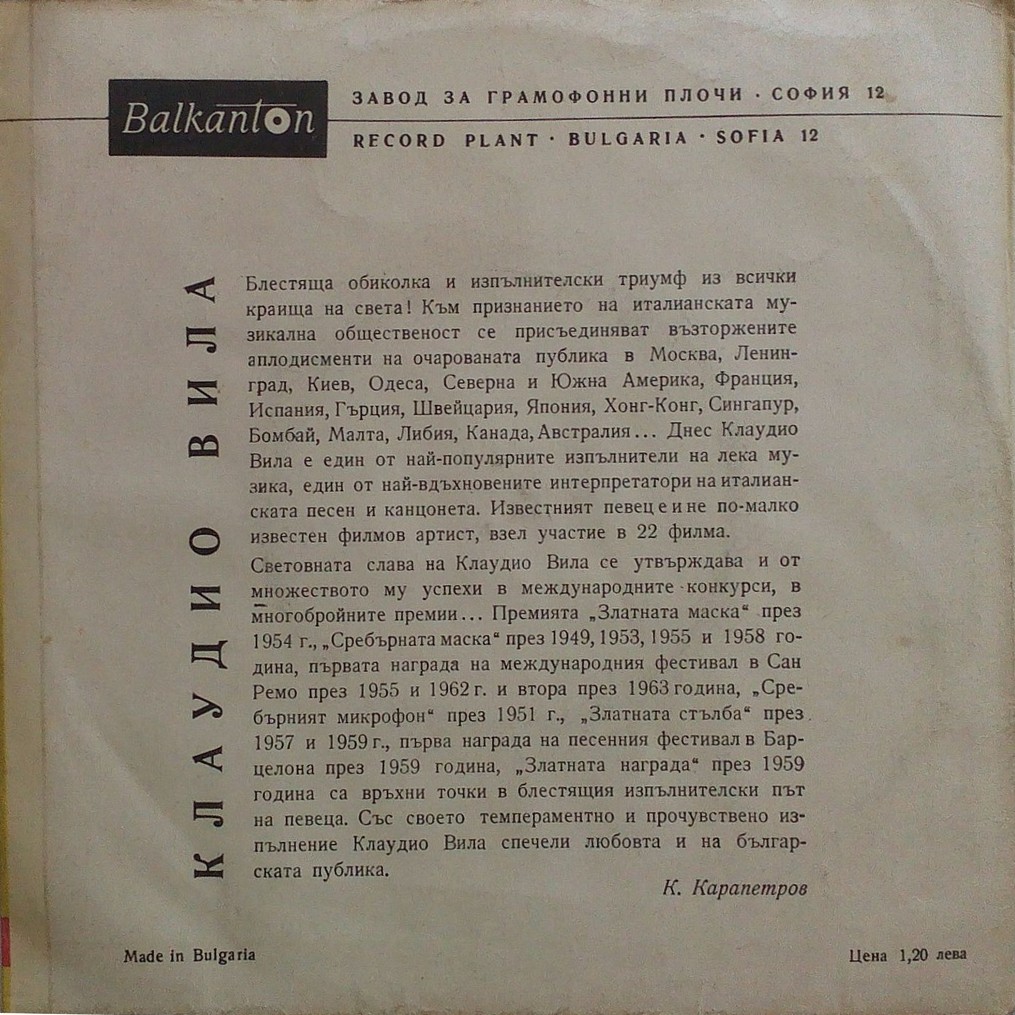 Balkanton
ЗАВОД ЗА ГРАМОФОННИ ПЛОЧИ · СОФИЯ 12
RECORD PLANT · BULGARIA · SOFIA 12
КЛАУДИО ВИЛА
Блестяща обиколка и изпълнителски триумф из всички
краища на света! Към признанието на италианската му-
зикална общественост се присъединяват възторжените
аплодисменти на очарованата публика в Москва, Ленин-
град, Киев, Одеса, Северна и Южна Америка, Франция,
Испания, Гърция, Швейцария, Япония, Хонг-Конг, Сингапур,
Бомбай, Малта, Либия, Канада, Австралия... Днес Клаудио
Вила е един от най-популярните изпълнители на лека му-
зика, един от най-вдъхновените интерпретатори на италиан-
ската песен и канцонета. Известният певец е и не по-малко
известен филмов артист, взел участие в 22 филма.
Световната слава на Клаудио Вила се утвърждава и от
множеството му успехи в международните конкурси, в
многобройните премии... Премията „Златната маска“ през
1954 г., „Сребърната маска“ през 1949, 1953, 1955 и 1958 го-
дина, първата награда на международния фестивал в Сан
Ремо през 1955 и 1962 г. и втора през 1963 година, „Сре-
бърният микрофон“ през 1951 г., „Златната стълба“ през
1957 и 1959 г., първа награда на песенния фестивал в Бар-
целона през 1959 година, „Златната награда“ през 1959
година са връхни точки в блестящия изпълнителски път
на певеца. Със своето темпераментно и прочувствено из-
пълнение Клаудио Вила спечели любовта и на българ-
ската публика.
К. Карапетров
Made in Bulgaria
Цена 1,20 лева